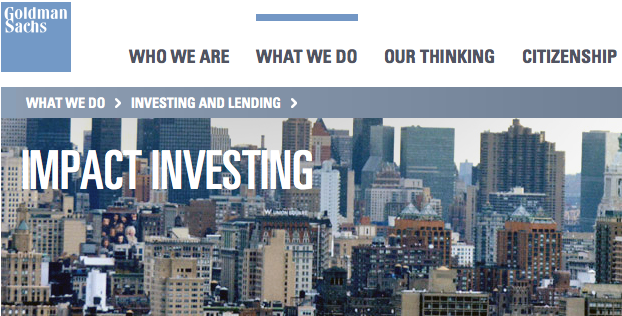 Goldman
Sachs
WHO WE ARE
WHAT WE DO
OUR THINKING
CITIZENSHIP
WHAT WE DO > INVESTING AND LENDING >
IMPACT INVESTING